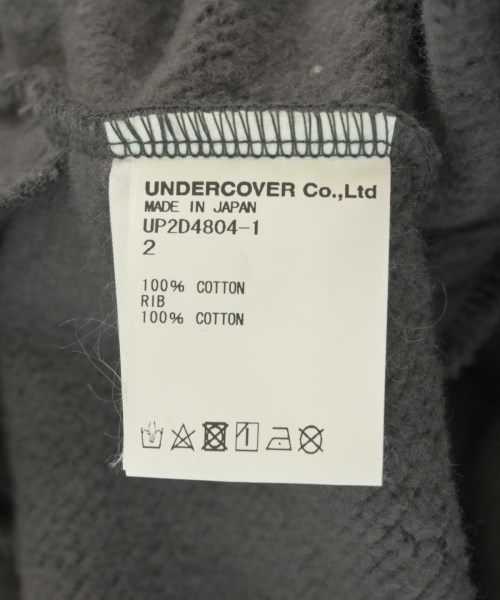 UNDERCOVER Co.,Ltd
MADE IN JAPAN
UP2D4804-1
2
100% COTTON
RIB
100% COTTON